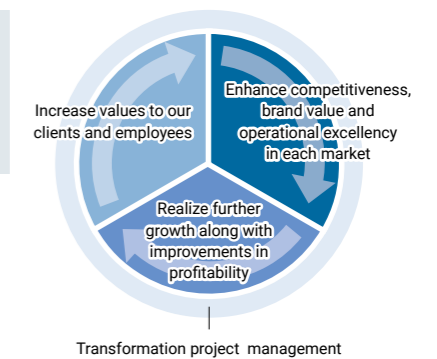 Increase values to our
clients and employees
Enhance competitiveness,
brand value and
operational excellency
in each market
Realize further
growth along with
improvements in
profitability
Transformation project management